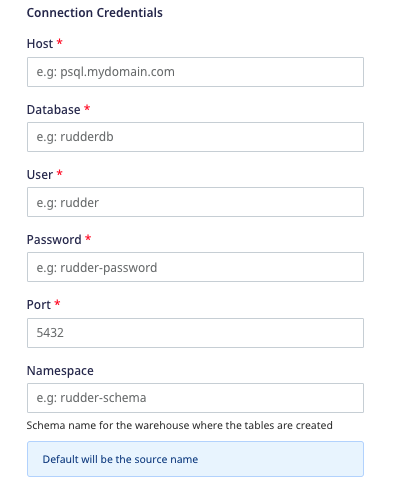 Connection Credentials
Host *
e.g: psql.mydomain.com
Database *
e.g: rudderdb
User *
e.g: rudder
Password *
e.g: rudder-password
Port *
5432
Namespace
e.g: rudder-schema
Schema name for the warehouse where the tables are created
Default will be the source name